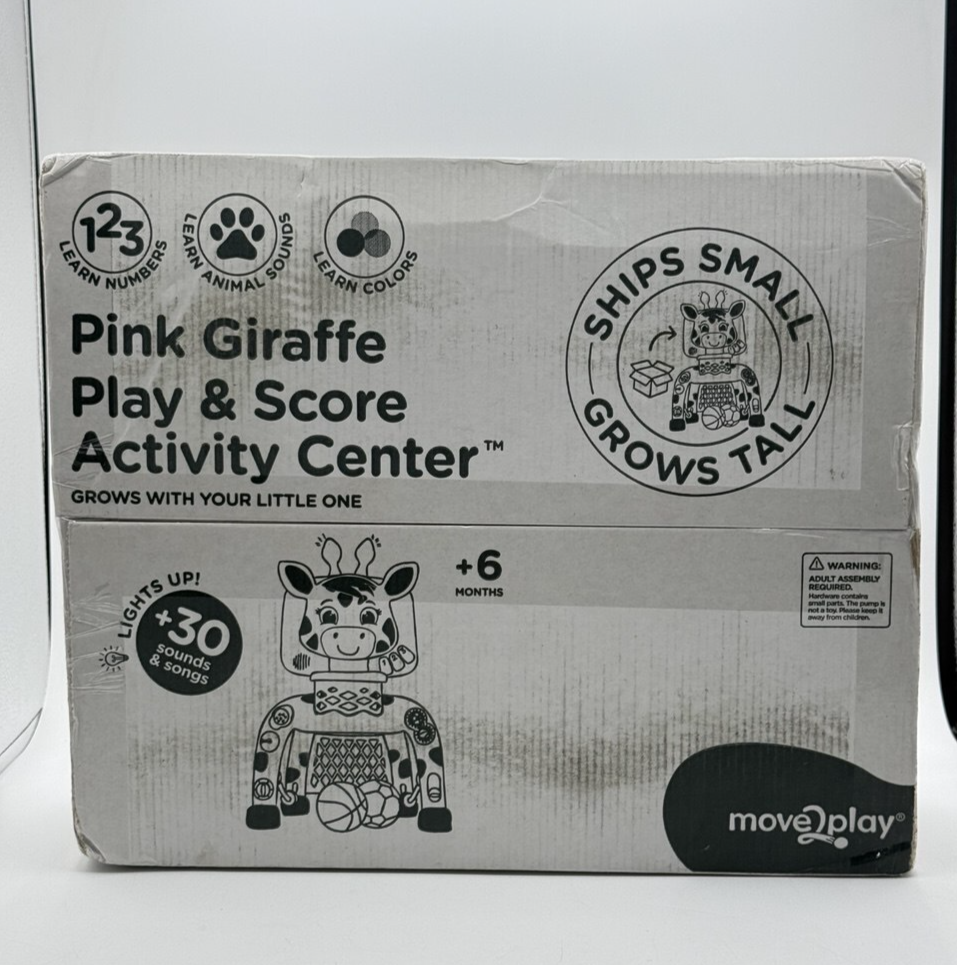 123
LEARN NUMBERS
LEARN ANIMAL SOUNDS
LEARN COLORS
SHIPS SMALL
GROWS TALL
Pink Giraffe
Play & Score
Activity Center™
GROWS WITH YOUR LITTLE ONE
LIGHTS UP!
+30
sounds
& songs
+6
MONTHS
WARNING:
ADULT ASSEMBLY
REQUIRED.
Hardware contains
small parts. The pump is
not a toy. Please keep it
away from children.
move2play®